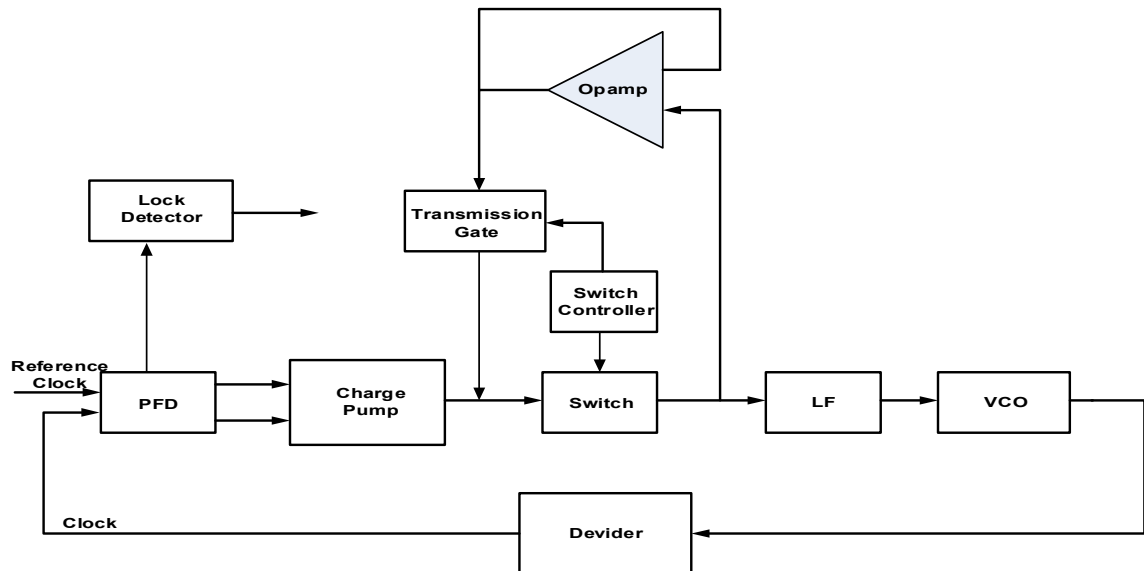 Opamp
Lock
Detector
Transmission
Gate
Switch
Controller
Reference
Clock
PFD
Charge
Pump
Switch
LF
VCO
Clock
Devider